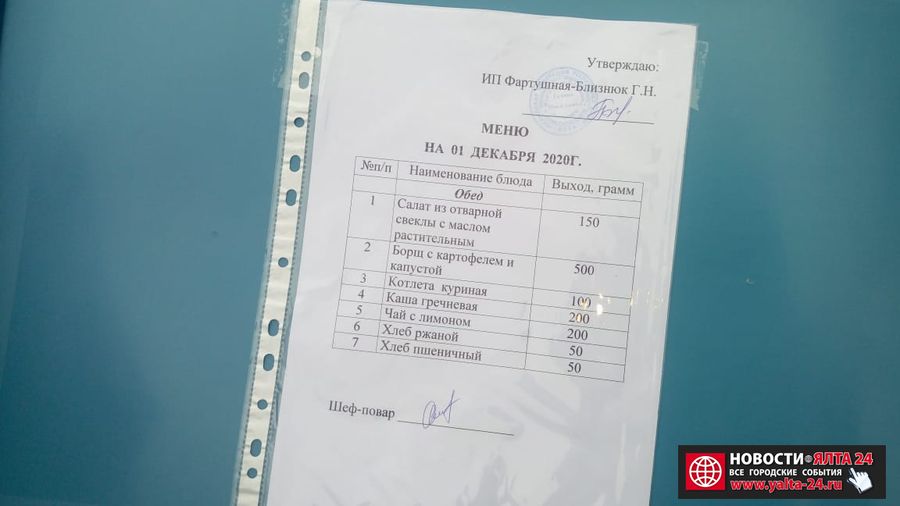 Утверждаю:
ИП Фартушная-Близнюк Г.Н.
МЕНЮ
НА 01 ДЕКАБРЯ 2020Г.
№п/п Наименование блюда Выход, грамм
Обед
1 Салат из отварной 150
свеклы с маслом
растительным
2 Борщ с картофелем и 500
капустой
3 Котлета куриная 100
4 Каша гречневая 200
5 Чай с лимоном 200
6 Хлеб ржаной 50
7 Хлеб пшеничный 50
Шеф-повар
НОВОСТИ ЯЛТА 24
ВСЕ ГОРОДСКИЕ СОБЫТИЯ
www.yalta-24.ru